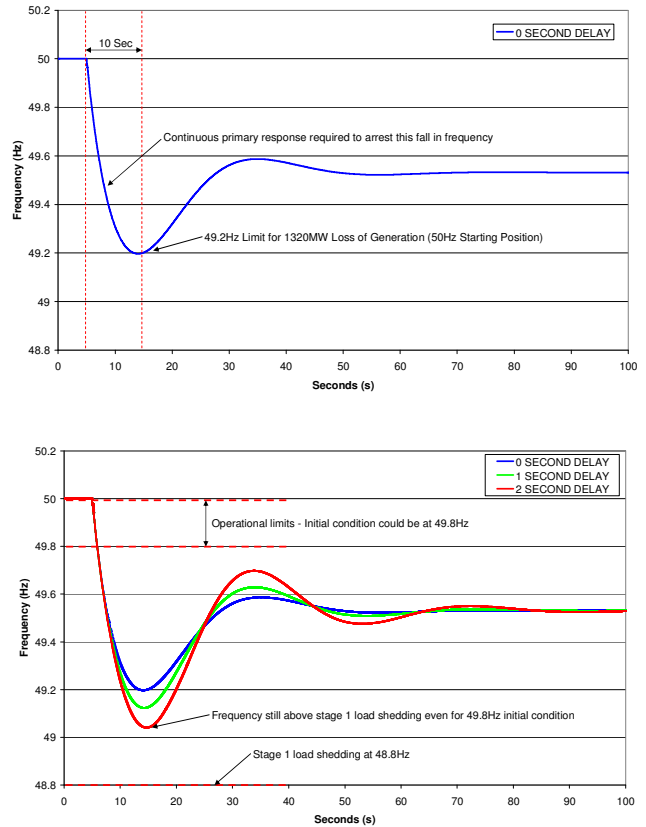 50.2
0 SECOND DELAY
10 Sec
50
49.8
Continuous primary response required to arrest this fall in frequency
49.6
Frequency (Hz)
49.4
49.2Hz Limit for 1320MW Loss of Generation (50Hz Starting Position)
49.2
49
48.8
0 10 20 30 40 50 60 70 80 90 100
Seconds (s)
50.2
0 SECOND DELAY
1 SECOND DELAY
2 SECOND DELAY
50
Operational limits - Initial condition could be at 49.8Hz
49.8
49.6
Frequency (Hz)
49.4
49.2
Frequency still above stage 1 load shedding even for 49.8Hz initial condition
49
Stage 1 load shedding at 48.8Hz
48.8
0 10 20 30 40 50 60 70 80 90 100
Seconds (s)